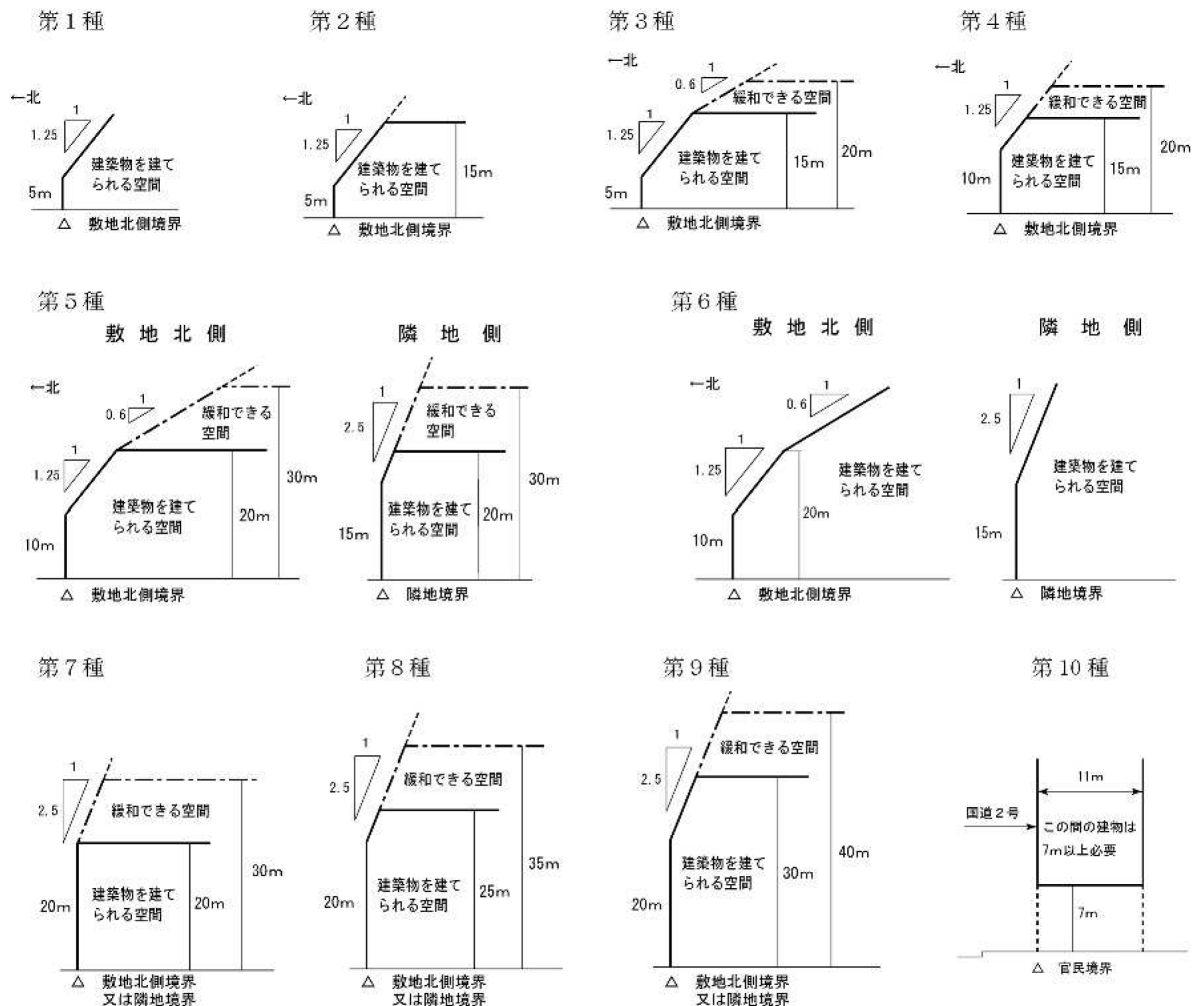 第1種
←北
1
1.25
建築物を建て
られる空間
5m
△ 敷地北側境界
第2種
←北
1
1.25
建築物を建て
られる空間
15m
5m
△ 敷地北側境界
第3種
←北
1
0.6
緩和できる空間
1
1.25
建築物を建て
られる空間
15m
20m
5m
△ 敷地北側境界
第4種
←北
1
1.25
緩和できる空間
建築物を建て
られる空間
10m
15m
20m
△ 敷地北側境界
第5種
敷地北側
←北
1
0.6
緩和できる
空間
1
1.25
建築物を建て
られる空間
10m
20m
30m
△ 敷地北側境界
隣地側
1
2.5
緩和できる
空間
建築物を建て
られる空間
15m
20m
30m
△ 隣地境界
第6種
敷地北側
←北
1
0.6
1
1.25
建築物を建て
られる空間
20m
10m
△ 敷地北側境界
隣地側
1
2.5
建築物を建て
られる空間
15m
△ 隣地境界
第7種
1
2.5
緩和できる空間
建築物を建て
られる空間
20m
20m
30m
△ 敷地北側境界
又は隣地境界
第8種
1
2.5
緩和できる空間
建築物を建て
られる空間
20m
25m
35m
△ 敷地北側境界
又は隣地境界
第9種
1
2.5
緩和できる空間
建築物を建て
られる空間
20m
30m
40m
△ 敷地北側境界
又は隣地境界
第10種
11m
国道2号
この間の建物は
7m以上必要
7m
△ 官民境界